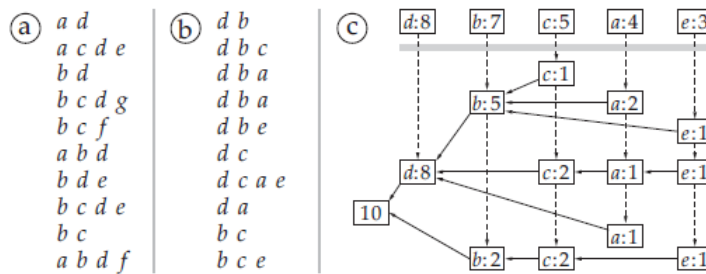 a
a d
a c d e
b d
b c d g
b c f
a b d
b d e
b c d e
b c
a b d f
b
d b
d b c
d b a
d b a
d b e
d c
d c a e
d a
b c
b c e
c
d:8 b:7 c:5 a:4 e:3
c:1
b:5 a:2
e:1
d:8 c:2 a:1 e:1
10
a:1
b:2 c:2 e:1